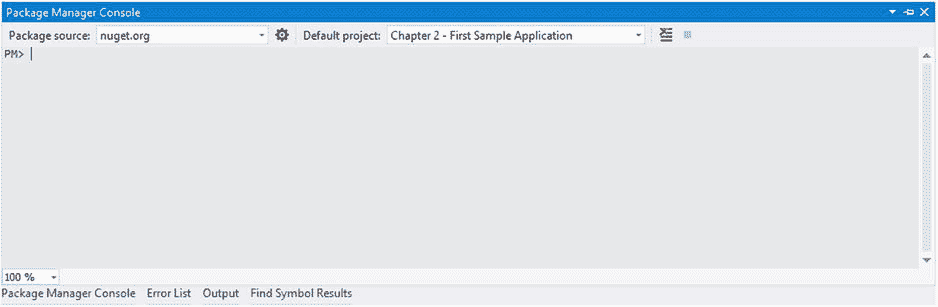 Package Manager Console
Package source: nuget.org Default project: Chapter 2 - First Sample Application
PM>
100 %
Package Manager Console Error List Output Find Symbol Results